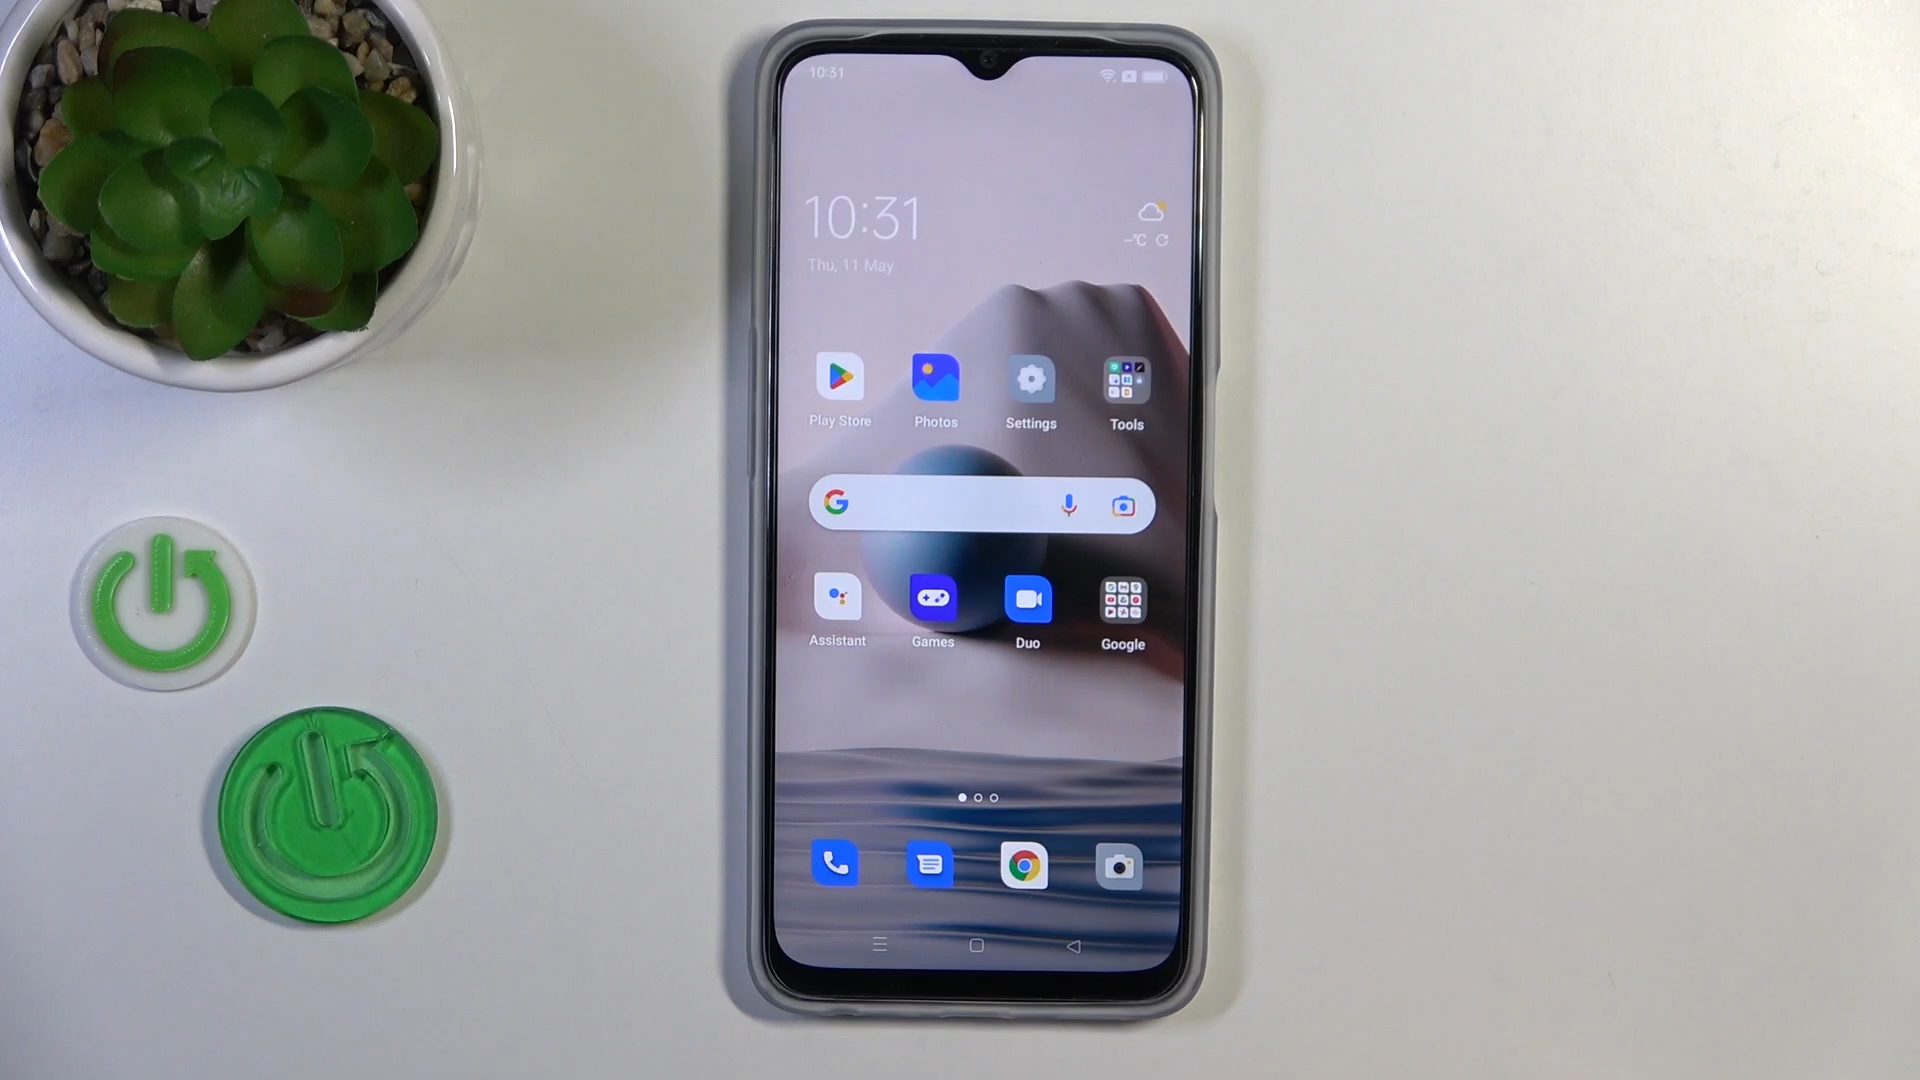 10:31
10:31
Thu, 11 May
-°C
Play Store
Photos
Settings
Tools
G
Assistant
Games
Duo
Google